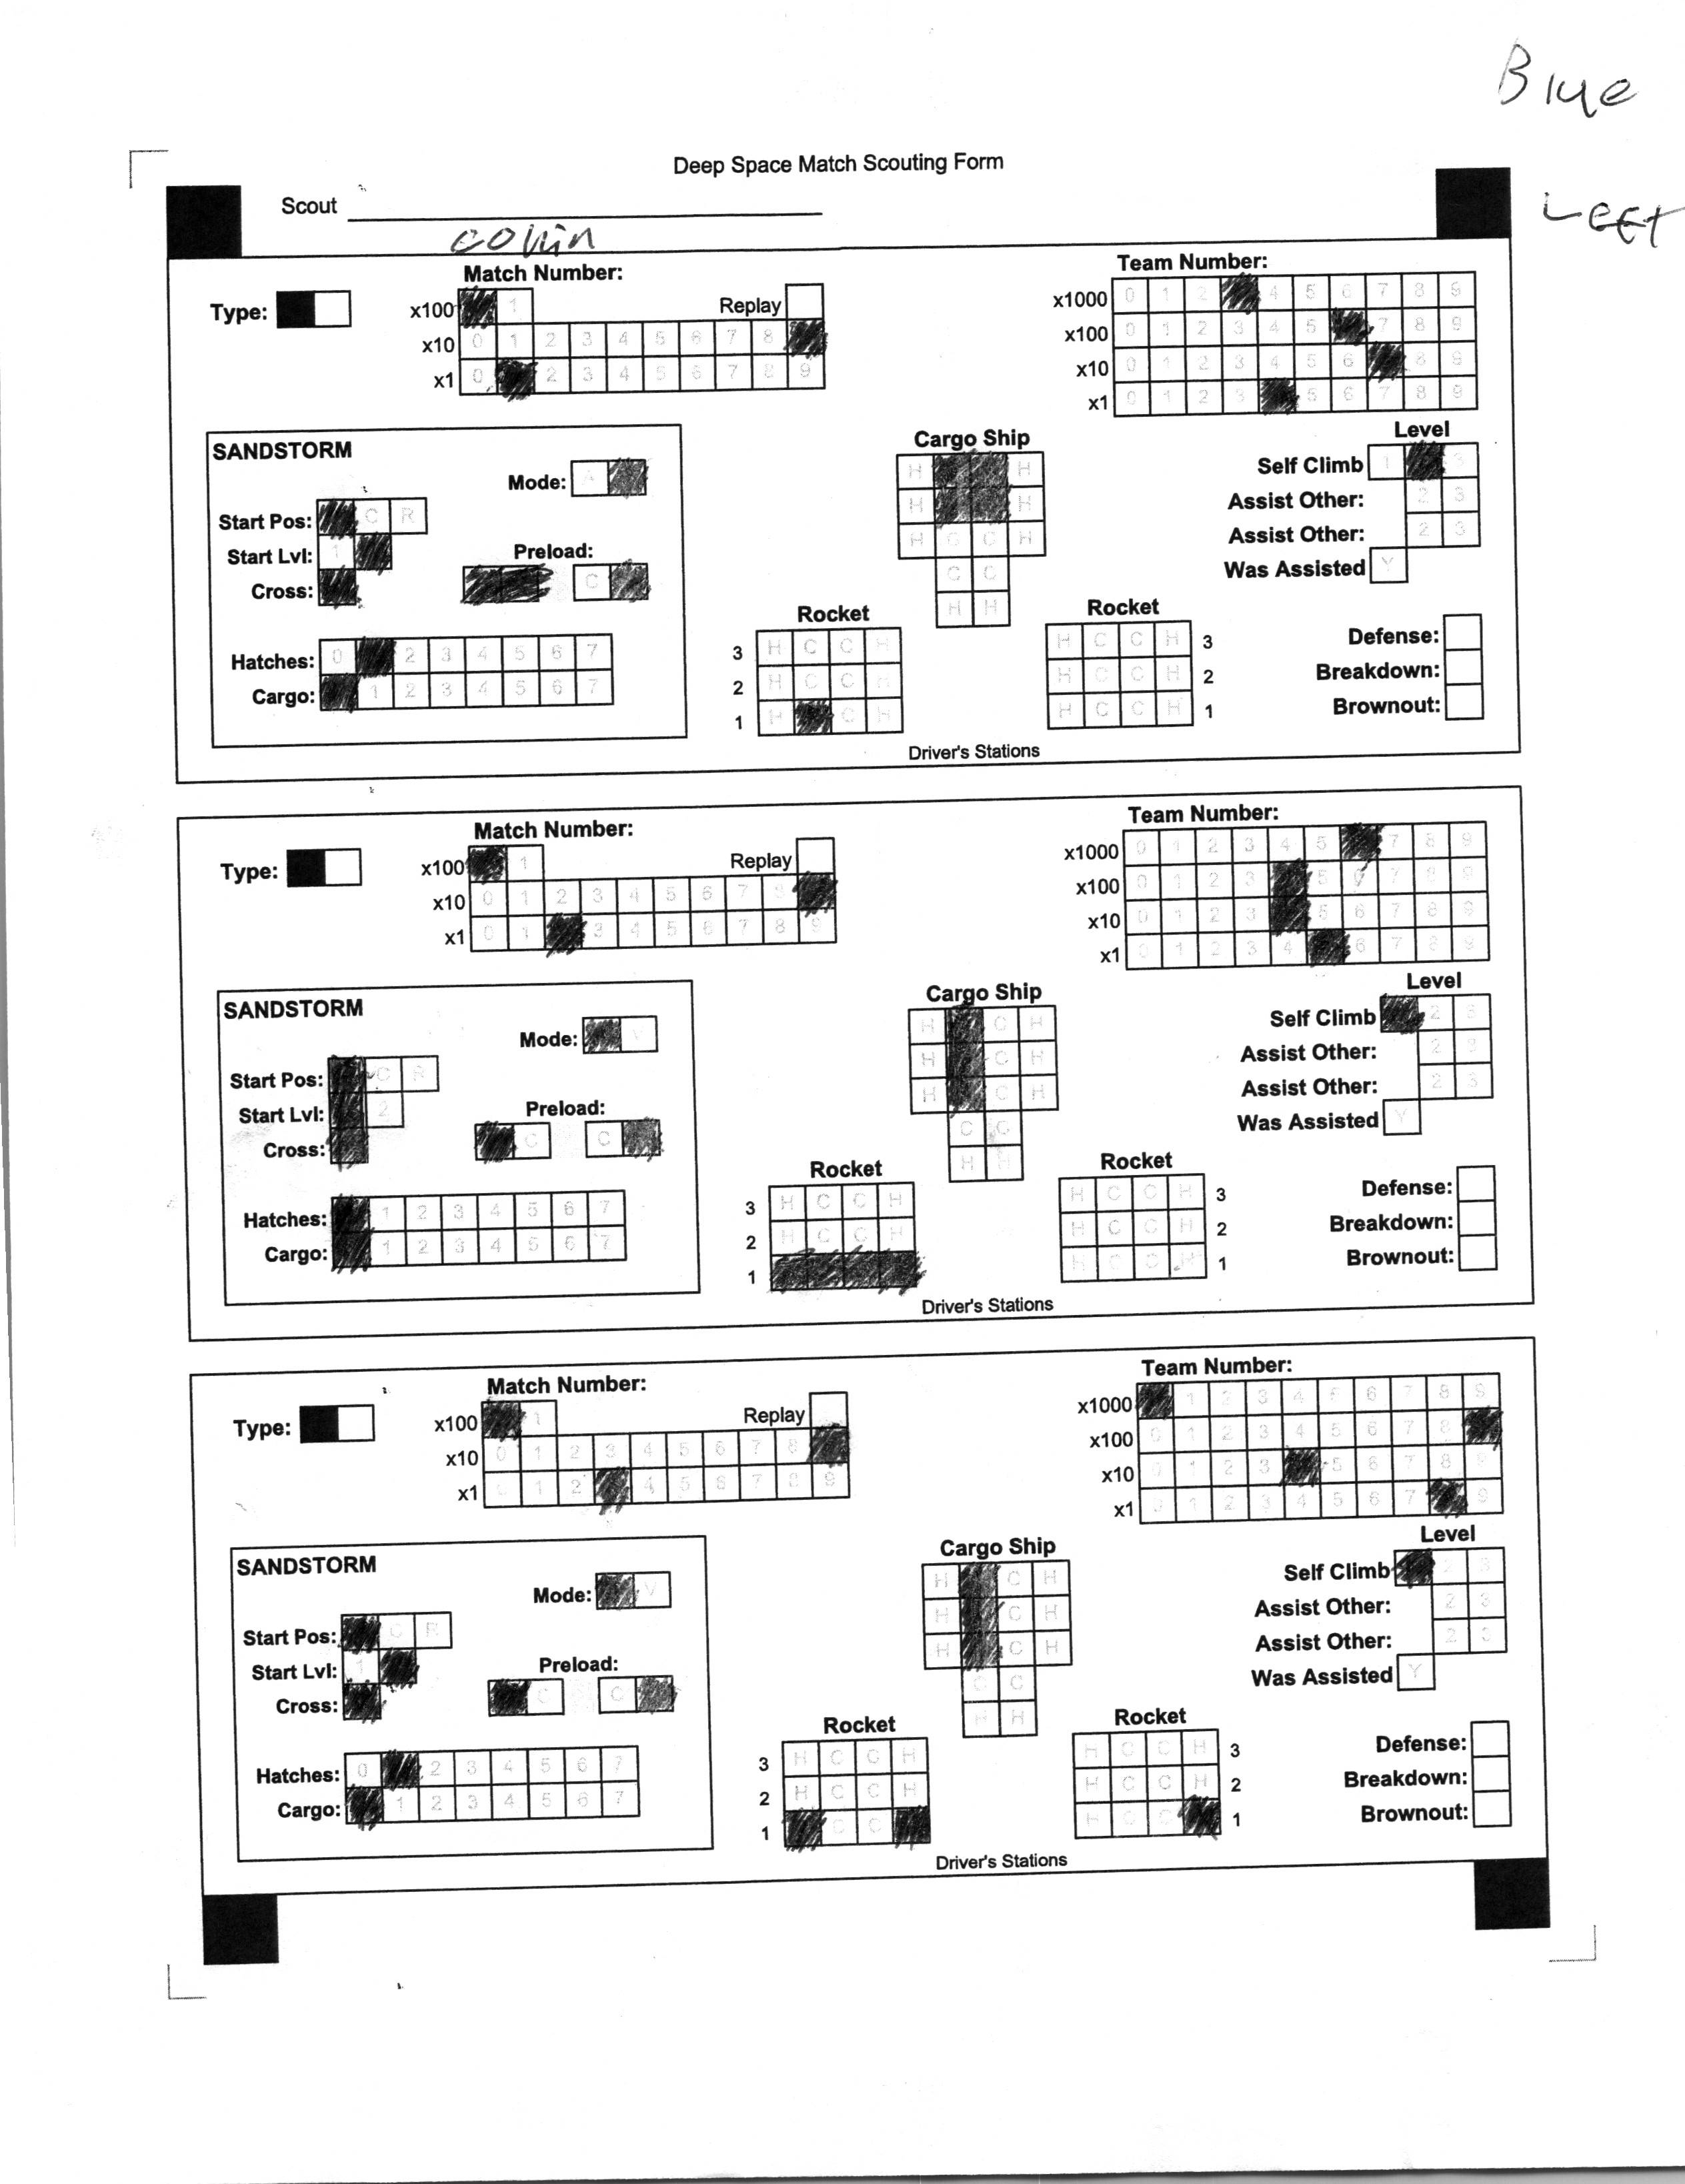 Blue
Left
Deep Space Match Scouting Form
Scout
collin
Match Number:
Team Number:
Type:
x100 1 Replay
x10 0 1 2 3 4 5 6 7 8
x1 0 2 3 4 5 6 7 8 9
x1000 0 1 2 4 5 6 7 8 9
x100 0 1 2 3 4 5 7 8 9
x10 0 1 2 3 4 5 6 8 9
x1 0 1 2 3 5 6 7 8 9
SANDSTORM
Mode: A
Start Pos: C R
Start Lvl: 1
Cross:
Preload:
C
Hatches: 0 2 3 4 5 6 7
Cargo: 1 2 3 4 5 6 7
Cargo Ship
H H
H H
H C C H
C C
H H
Rocket
3 H C C H
2 H C C H
1 H C H
Rocket
H C C H 3
H C C H 2
H C C H 1
Driver's Stations
Level
Self Climb 1 3
Assist Other: 2 3
Assist Other: 2 3
Was Assisted Y
Defense:
Breakdown:
Brownout:
Match Number:
Team Number:
Type:
x100 1 Replay
x10 0 1 2 3 4 5 6 7 8
x1 0 1 3 4 5 6 7 8 9
x1000 0 1 2 3 4 5 7 8 9
x100 0 1 2 3 5 6 7 8 9
x10 0 1 2 3 5 6 7 8 9
x1 0 1 2 3 4 6 7 8 9
SANDSTORM
Mode: V
Start Pos: C R
Start Lvl: 2
Cross:
Preload:
C C
Hatches: 1 2 3 4 5 6 7
Cargo: 1 2 3 4 5 6 7
Cargo Ship
H C H
H C H
H C H
C C
H H
Rocket
3 H C C H
2 H C C H
1
Rocket
H C C H 3
H C C H 2
H C C H 1
Driver's Stations
Level
Self Climb 2 3
Assist Other: 2 3
Assist Other: 2 3
Was Assisted Y
Defense:
Breakdown:
Brownout:
Match Number:
Team Number:
Type:
x100 1 Replay
x10 0 1 2 3 4 5 6 7 8
x1 0 1 2 4 5 6 7 8 9
x1000 1 2 3 4 5 6 7 8 9
x100 0 1 2 3 4 5 6 7 8
x10 0 1 2 3 5 6 7 8 9
x1 0 1 2 3 4 5 6 7 9
SANDSTORM
Mode: V
Start Pos: C R
Start Lvl: 1
Cross:
Preload:
C C
Hatches: 0 2 3 4 5 6 7
Cargo: 1 2 3 4 5 6 7
Cargo Ship
H C H
H C H
H C H
C C
H H
Rocket
3 H C C H
2 H C C H
1 C C
Rocket
H C C H 3
H C C H 2
H C C 1
Driver's Stations
Level
Self Climb 2 3
Assist Other: 2 3
Assist Other: 2 3
Was Assisted Y
Defense:
Breakdown:
Brownout: